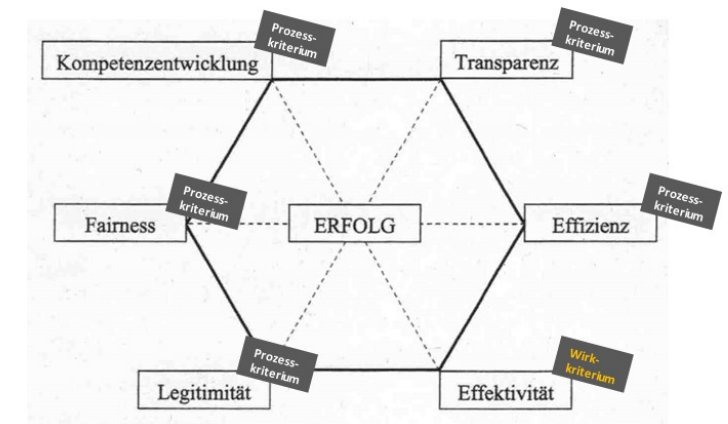 Prozess-
kriterium
Prozess-
kriterium
Kompetenzentwicklung
Transparenz
Prozess-
kriterium
Prozess-
kriterium
Fairness
ERFOLG
Effizienz
Prozess-
kriterium
Wirk-
kriterium
Legitimität
Effektivität